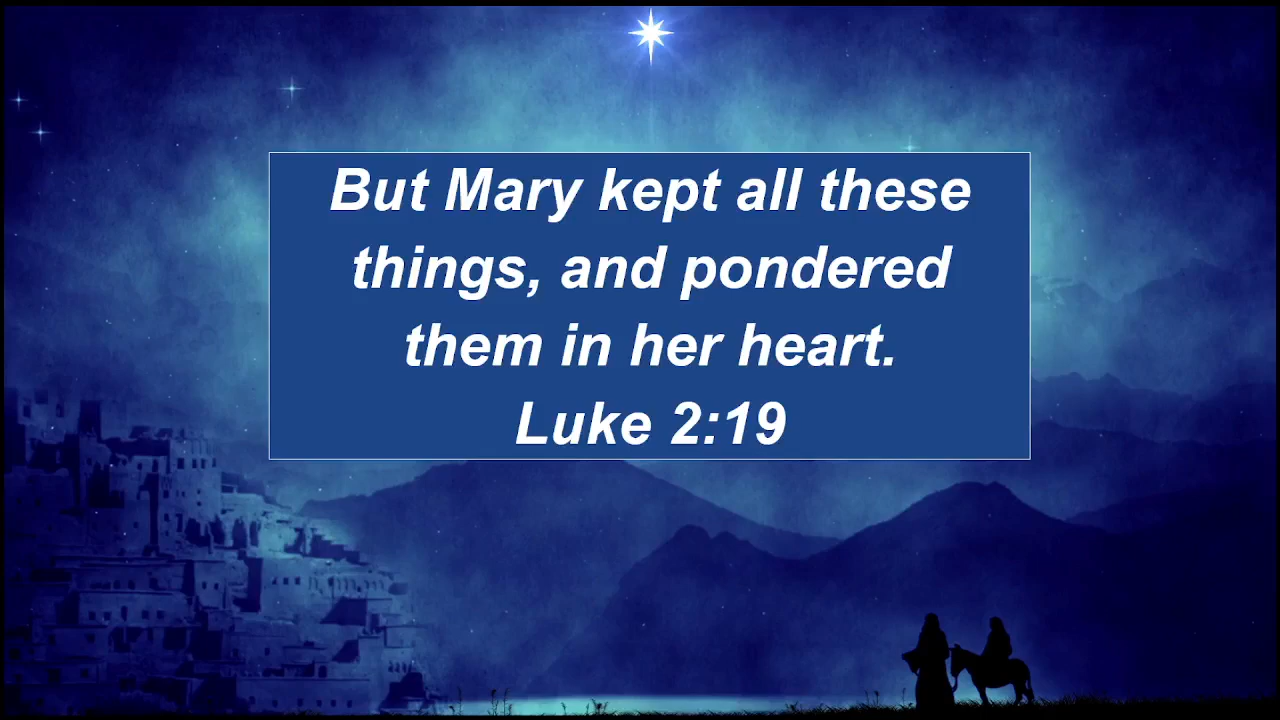 But Mary kept all these
things, and pondered
them in her heart.
Luke 2:19